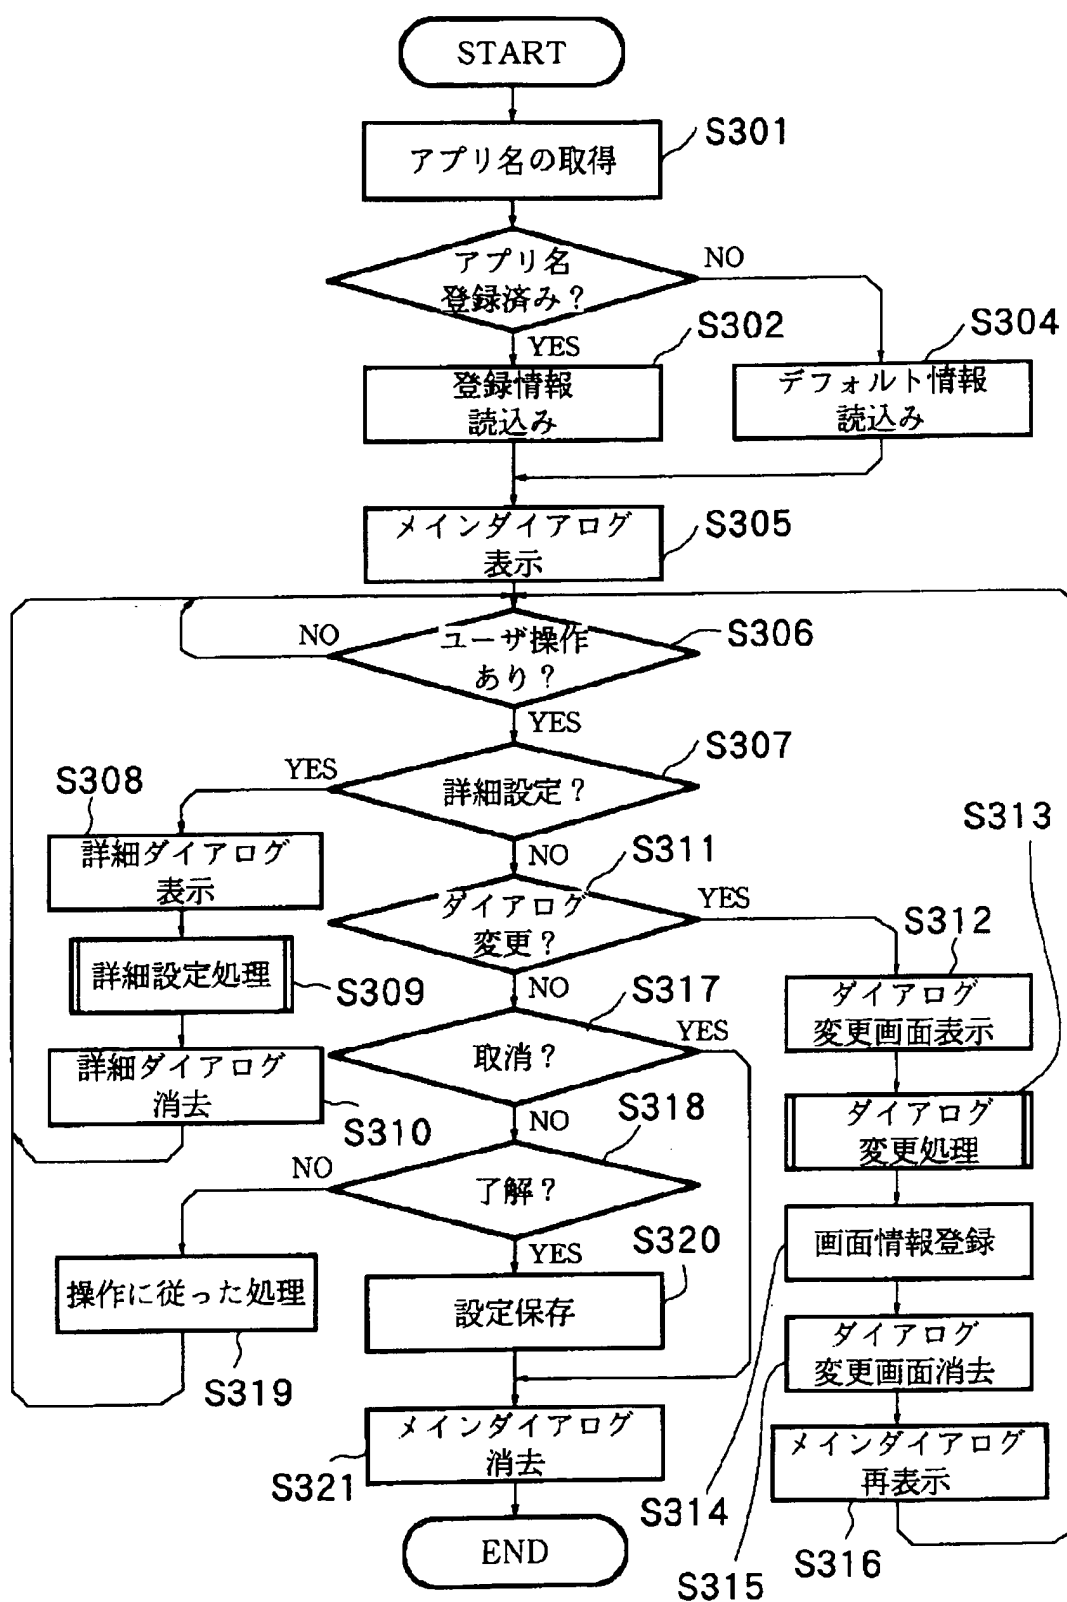 START
アプリ名の取得
S301
アプリ名
登録済み？
NO
YES
S302
登録情報
読込み
S304
デフォルト情報
読込み
メインダイアログ
表示
S305
ユーザ操作
あり？
NO
S306
YES
詳細設定？
S307
YES
S308
詳細ダイアログ
表示
NO
S311
ダイアログ
変更？
YES
S313
S312
詳細設定処理
S309
ダイアログ
変更画面表示
NO
S317
取消？
YES
詳細ダイアログ
消去
S310
ダイアログ
変更処理
NO
S318
了解？
NO
YES
S320
画面情報登録
操作に従った処理
設定保存
ダイアログ
変更画面消去
S319
メインダイアログ
消去
S321
メインダイアログ
再表示
S314
END
S315
S316